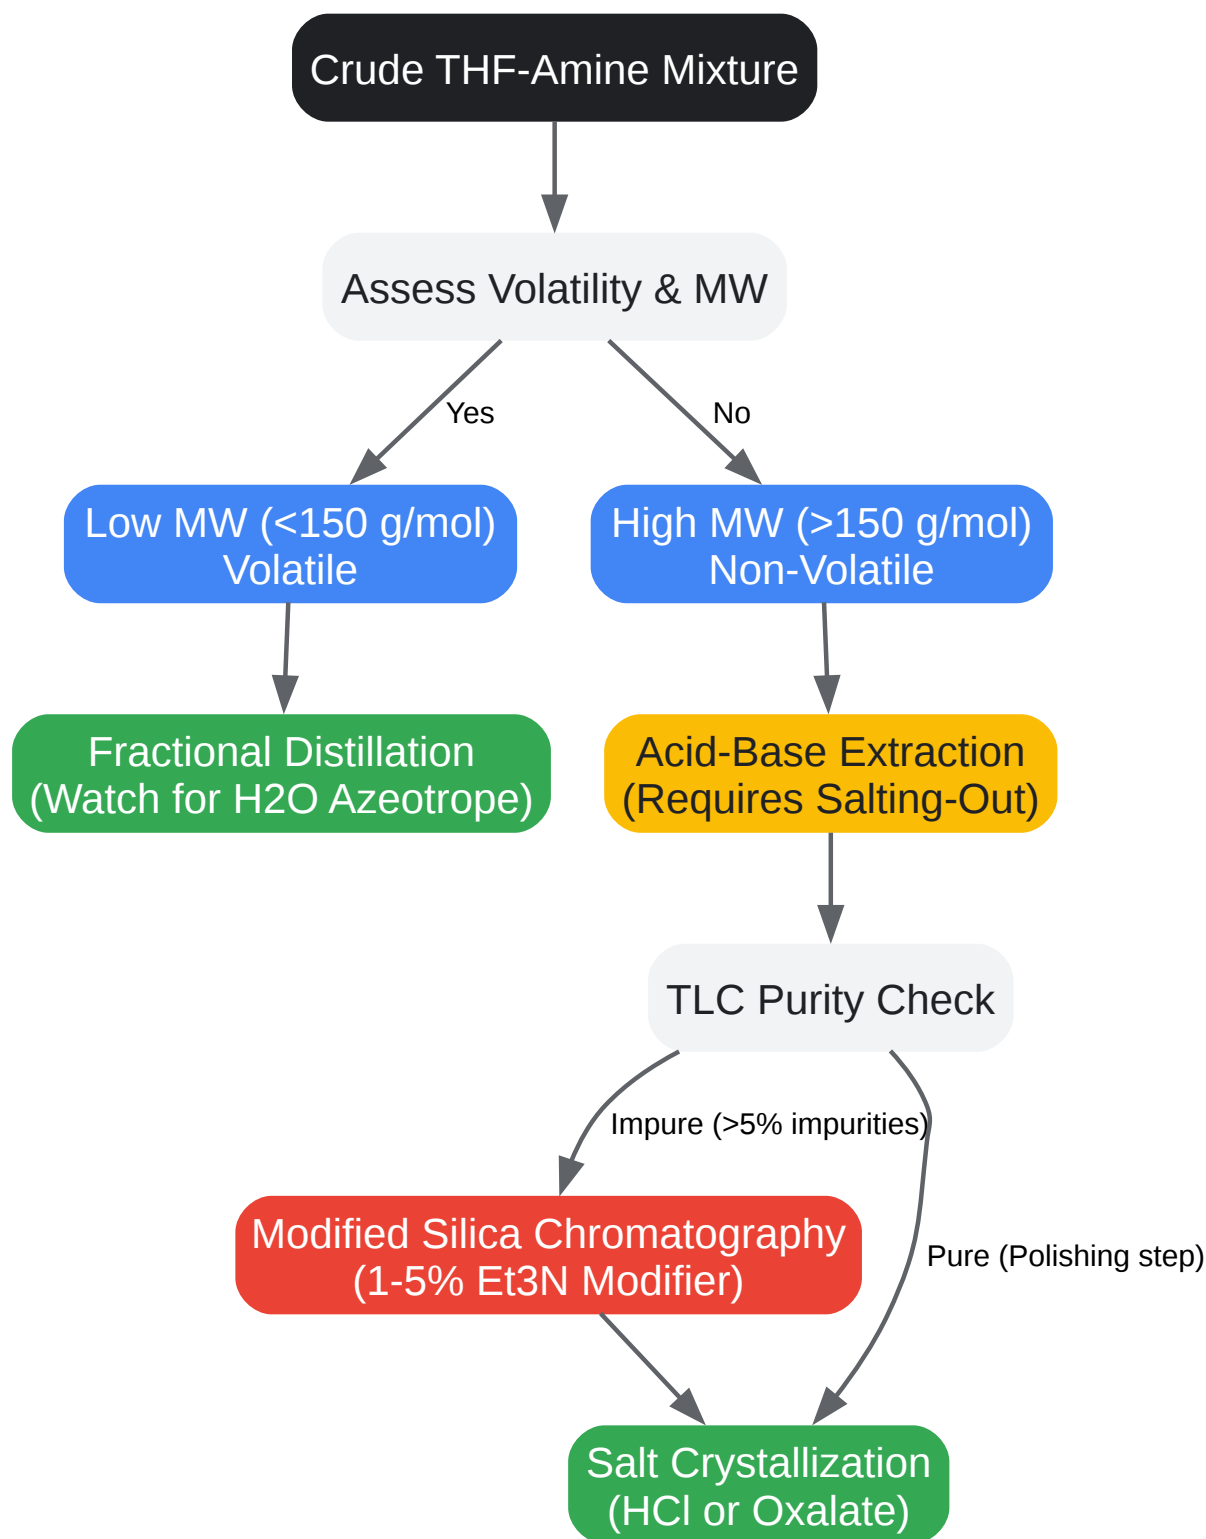 Crude THF-Amine Mixture
Assess Volatility & MW
Yes
No
Low MW (<150 g/mol)
Volatile
High MW (>150 g/mol)
Non-Volatile
Fractional Distillation
(Watch for H2O Azeotrope)
Acid-Base Extraction
(Requires Salting-Out)
TLC Purity Check
Impure (>5% impurities)
Modified Silica Chromatography
(1-5% Et3N Modifier)
Pure (Polishing step)
Salt Crystallization
(HCl or Oxalate)